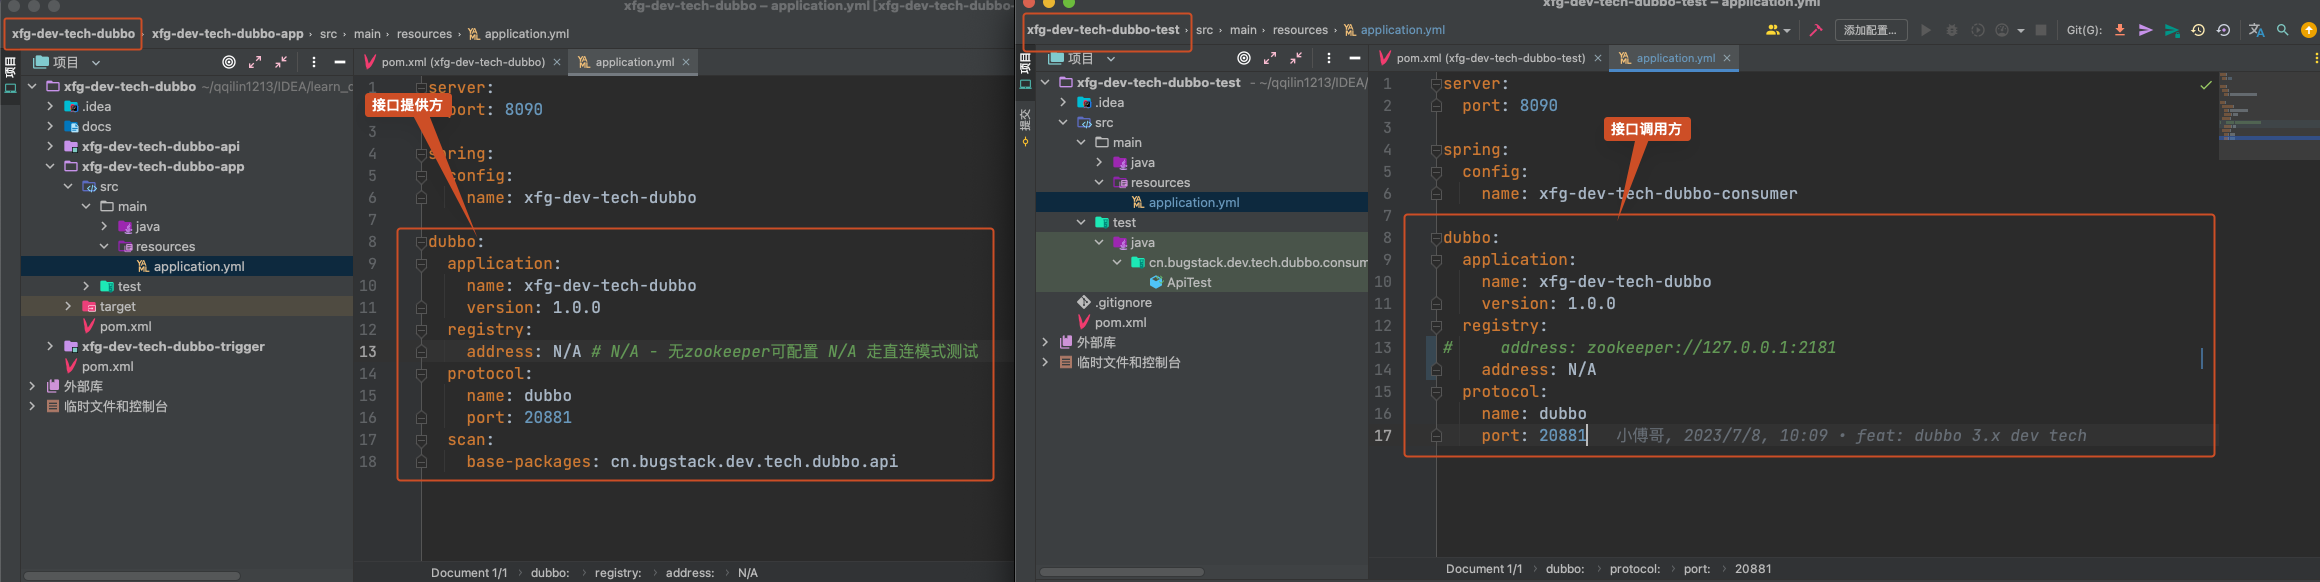 xfg-dev-tech-dubbo – application.yml [xfg-dev-tech-dubbo-
xfg-dev-tech-dubbo › xfg-dev-tech-dubbo-app › src › main › resources › application.yml
项目
项目
pom.xml (xfg-dev-tech-dubbo)
application.yml
xfg-dev-tech-dubbo ~/qqilin1213/IDEA/learn_c
.idea
docs
xfg-dev-tech-dubbo-api
xfg-dev-tech-dubbo-app
src
main
java
resources
application.yml
test
target
pom.xml
xfg-dev-tech-dubbo-trigger
pom.xml
外部库
临时文件和控制台
接口提供方
1 server:
port: 8090
3
4 spring:
5 config:
6 name: xfg-dev-tech-dubbo
7
8 dubbo:
9 application:
10 name: xfg-dev-tech-dubbo
11 version: 1.0.0
12 registry:
13 address: N/A # N/A - 无zookeeper可配置 N/A 走直连模式测试
14 protocol:
15 name: dubbo
16 port: 20881
17 scan:
18 base-packages: cn.bugstack.dev.tech.dubbo.api
Document 1/1 › dubbo: › registry: › address: › N/A
xfg-dev-tech-dubbo-test – application.yml
xfg-dev-tech-dubbo-test › src › main › resources › application.yml
添加配置...
Git(G):
项目
提交
项目
pom.xml (xfg-dev-tech-dubbo-test)
application.yml
xfg-dev-tech-dubbo-test - ~/qqilin1213/IDEA/
.idea
src
main
java
resources
application.yml
test
java
cn.bugstack.dev.tech.dubbo.consum
ApiTest
.gitignore
pom.xml
外部库
临时文件和控制台
接口调用方
1 server:
2 port: 8090
3
4 spring:
5 config:
6 name: xfg-dev-tech-dubbo-consumer
7
8 dubbo:
9 application:
10 name: xfg-dev-tech-dubbo
11 version: 1.0.0
12 registry:
13 # address: zookeeper://127.0.0.1:2181
14 address: N/A
15 protocol:
16 name: dubbo
17 port: 20881 小傅哥, 2023/7/8, 10:09 • feat: dubbo 3.x dev tech
Document 1/1 › dubbo: › protocol: › port: › 20881